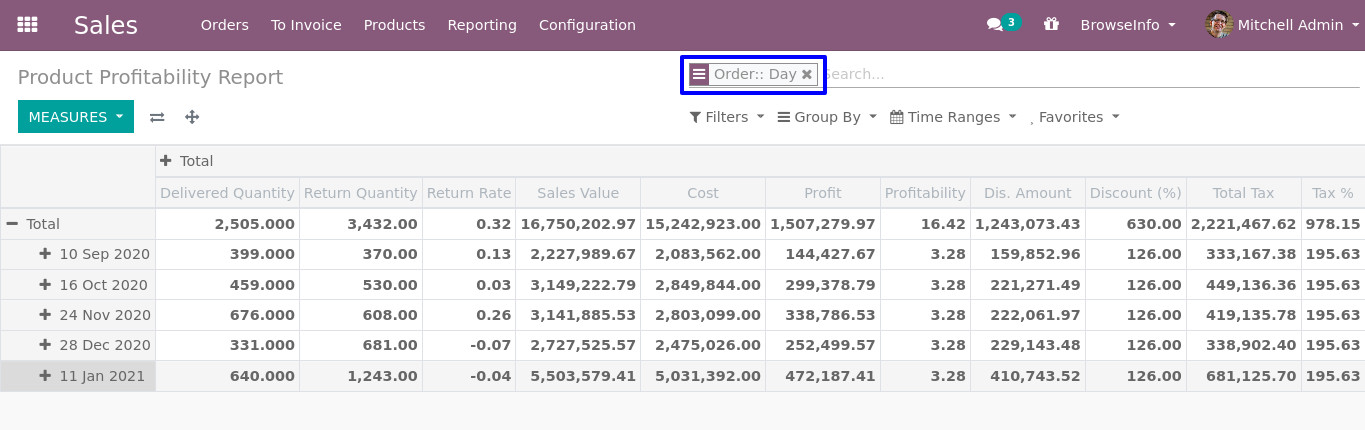 Sales Orders To Invoice Products Reporting Configuration 3 BrowseInfo Mitchell Admin
Product Profitability Report Order:: Day Search...
MEASURES Filters Group By Time Ranges Favorites
Total
Delivered Quantity Return Quantity Return Rate Sales Value Cost Profit Profitability Dis. Amount Discount (%) Total Tax Tax %
Total 2,505.000 3,432.00 0.32 16,750,202.97 15,242,923.00 1,507,279.97 16.42 1,243,073.43 630.00 2,221,467.62 978.15
10 Sep 2020 399.000 370.00 0.13 2,227,989.67 2,083,562.00 144,427.67 3.28 159,852.96 126.00 333,167.38 195.63
16 Oct 2020 459.000 530.00 0.03 3,149,222.79 2,849,844.00 299,378.79 3.28 221,271.49 126.00 449,136.36 195.63
24 Nov 2020 676.000 608.00 0.26 3,141,885.53 2,803,099.00 338,786.53 3.28 222,061.97 126.00 419,135.78 195.63
28 Dec 2020 331.000 681.00 -0.07 2,727,525.57 2,475,026.00 252,499.57 3.28 229,143.48 126.00 338,902.40 195.63
11 Jan 2021 640.000 1,243.00 -0.04 5,503,579.41 5,031,392.00 472,187.41 3.28 410,743.52 126.00 681,125.70 195.63